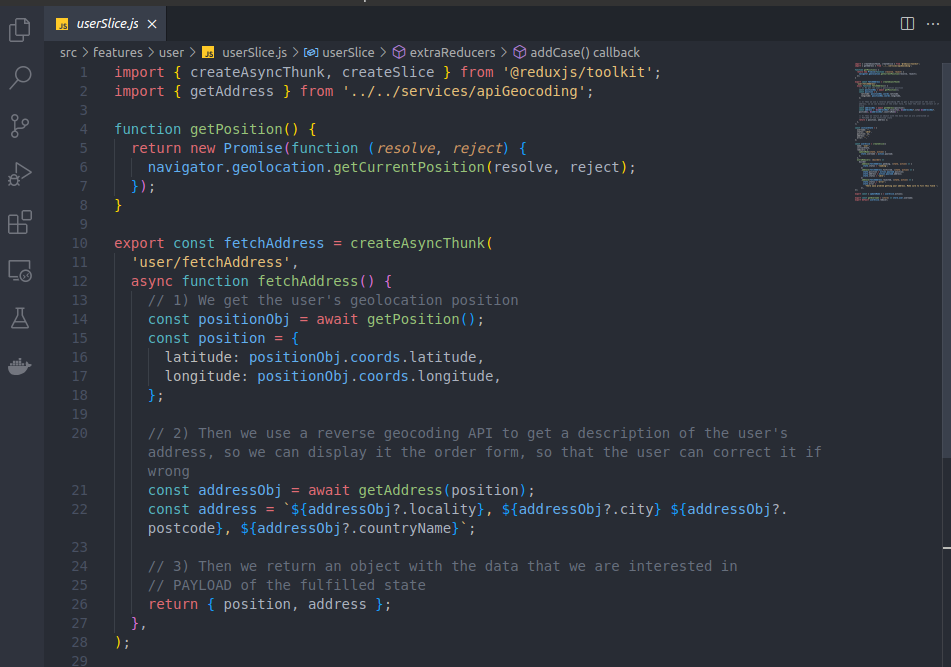 JS userSlice.js ×
src > features > user > JS userSlice.js > userSlice > extraReducers > addCase() callback
1 import { createAsyncThunk, createSlice } from '@reduxjs/toolkit';
2 import { getAddress } from '../../services/apiGeocoding';
3
4 function getPosition() {
5   return new Promise(function (resolve, reject) {
6     navigator.geolocation.getCurrentPosition(resolve, reject);
7   });
8 }
9
10 export const fetchAddress = createAsyncThunk(
11   'user/fetchAddress',
12   async function fetchAddress() {
13     // 1) We get the user's geolocation position
14     const positionObj = await getPosition();
15     const position = {
16       latitude: positionObj.coords.latitude,
17       longitude: positionObj.coords.longitude,
18     };
19
20     // 2) Then we use a reverse geocoding API to get a description of the user's
address, so we can display it the order form, so that the user can correct it if
wrong
21     const addressObj = await getAddress(position);
22     const address = `${addressObj?.locality}, ${addressObj?.city} ${addressObj?.
postcode}, ${addressObj?.countryName}`;
23
24     // 3) Then we return an object with the data that we are interested in
25     // PAYLOAD of the fulfilled state
26     return { position, address };
27   },
28 );
29